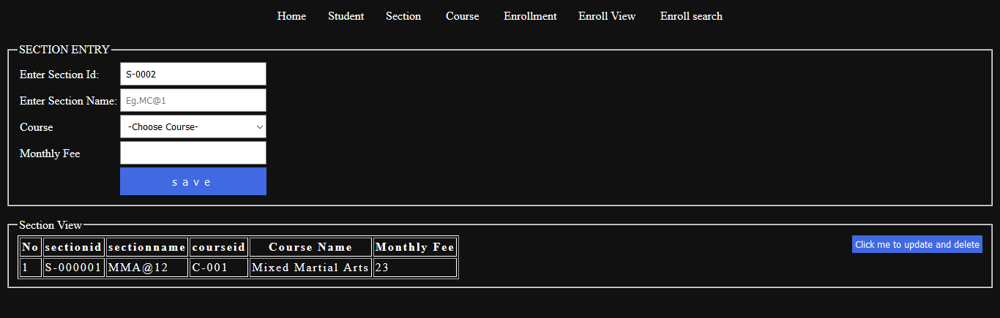 Home Student Section Course Enrollment Enroll View Enroll search
SECTION ENTRY
Enter Section Id: S-0002
Enter Section Name: Eg.MC@1
Course -Choose Course-
Monthly Fee
save
Section View
Click me to update and delete
No sectionid sectionname courseid Course Name Monthly Fee
1 S-000001 MMA@12 C-001 Mixed Martial Arts 23